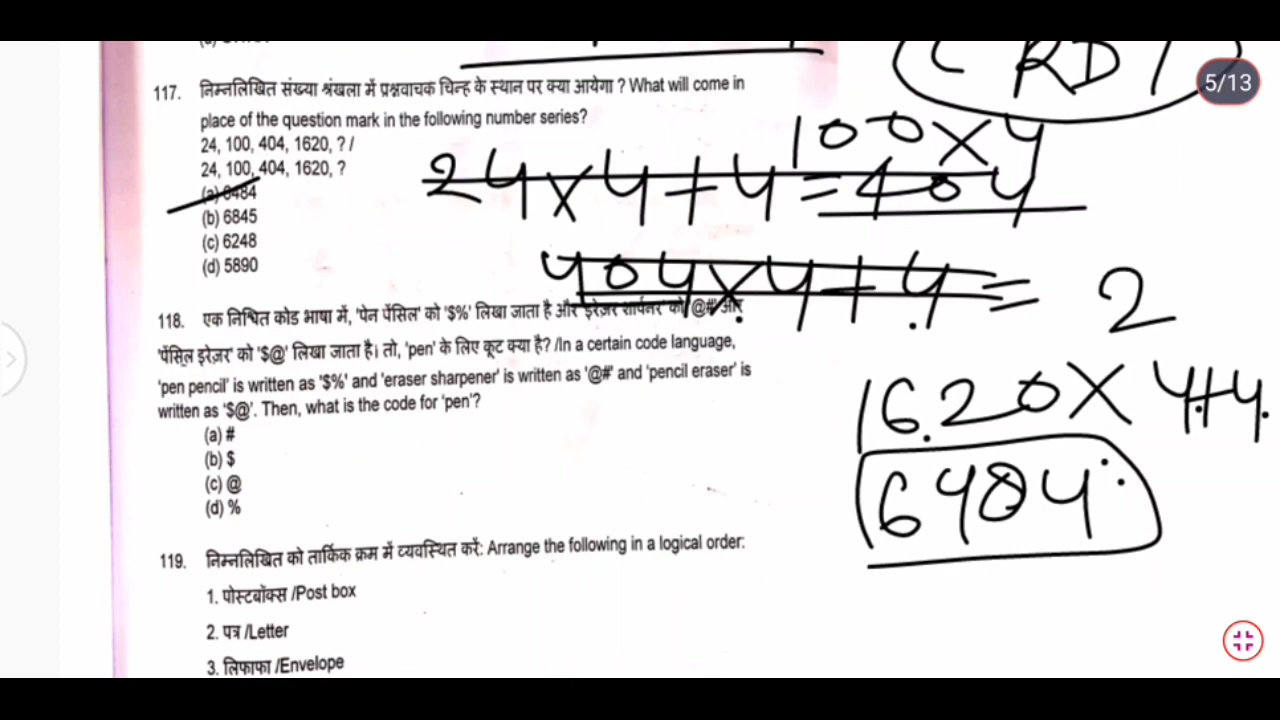 5/13
117. निम्नलिखित संख्या श्रंखला में प्रश्नवाचक चिन्ह के स्थान पर क्या आयेगा ? What will come in
place of the question mark in the following number series?
24, 100, 404, 1620, ? /
24, 100, 404, 1620, ?
(a) 6484
(b) 6845
(c) 6248
(d) 5890
100×4
24×4+4=404
404×4+4= 2
1620×4+4
6484
118. एक निश्चित कोड भाषा में, 'पेन पेंसिल' को '$%' लिखा जाता है और 'इरेज़र शार्पनर' को '@#' और
'पेंसिल इरेज़र' को '$@' लिखा जाता है। तो, 'pen' के लिए कूट क्या है? /In a certain code language,
'pen pencil' is written as '$%' and 'eraser sharpener' is written as '@#' and 'pencil eraser' is
written as '$@'. Then, what is the code for 'pen'?
(a) #
(b) $
(c) @
(d) %
119. निम्नलिखित को तार्किक क्रम में व्यवस्थित करें: Arrange the following in a logical order:
1. पोस्टबॉक्स /Post box
2. पत्र /Letter
3. लिफाफा /Envelope